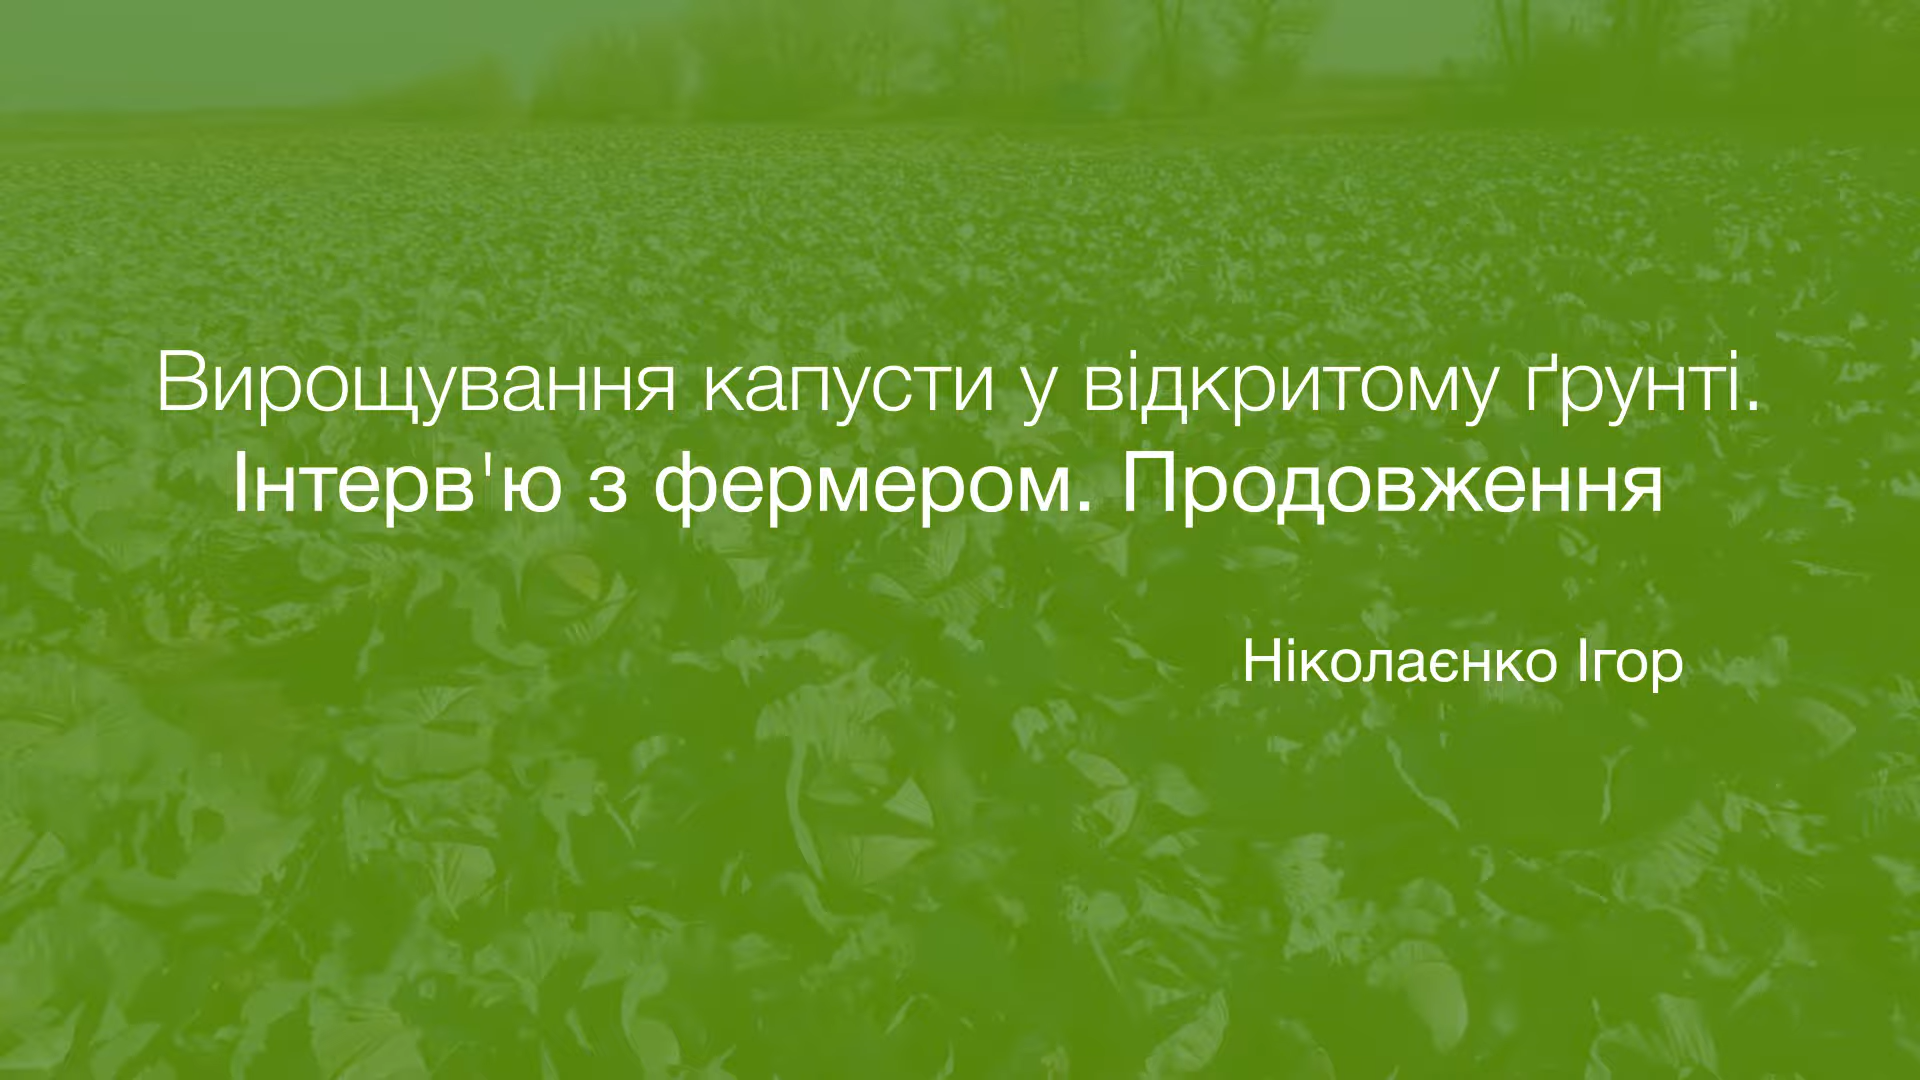 Вирощування капусти у відкритому ґрунті.
Інтерв'ю з фермером. Продовження
Ніколаєнко Ігор